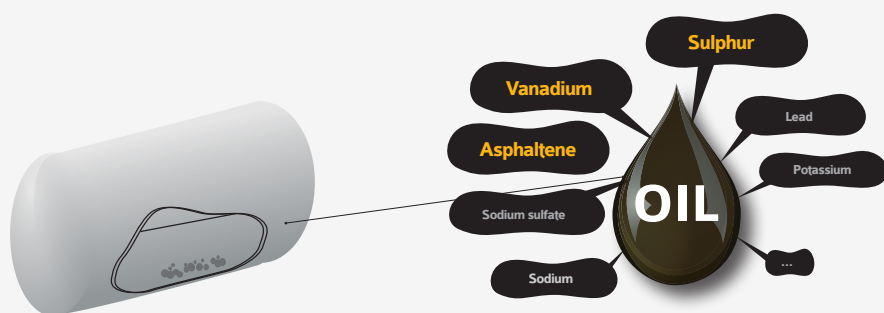 Sulphur
Vanadium
Lead
Asphaltene
Potassium
OIL
Sodium sulfate
...
Sodium